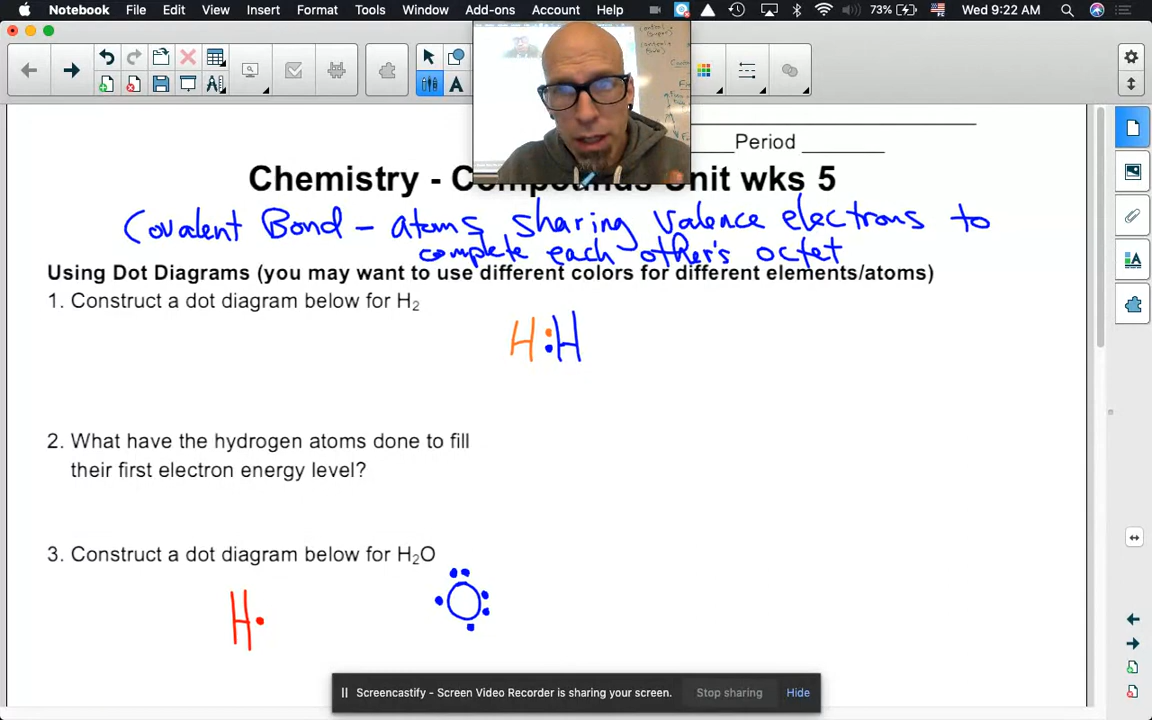 Notebook File Edit View Insert Format Tools Window Add-ons Account Help 73% Wed 9:22 AM
A
Period
Chemistry - Compounds Unit wks 5
Covalent Bond - atoms sharing valence electrons to
complete each other's octet
Using Dot Diagrams (you may want to use different colors for different elements/atoms)
1. Construct a dot diagram below for H₂
H:H
2. What have the hydrogen atoms done to fill
their first electron energy level?
3. Construct a dot diagram below for H₂O
H· O
Screencastify - Screen Video Recorder is sharing your screen. Stop sharing Hide